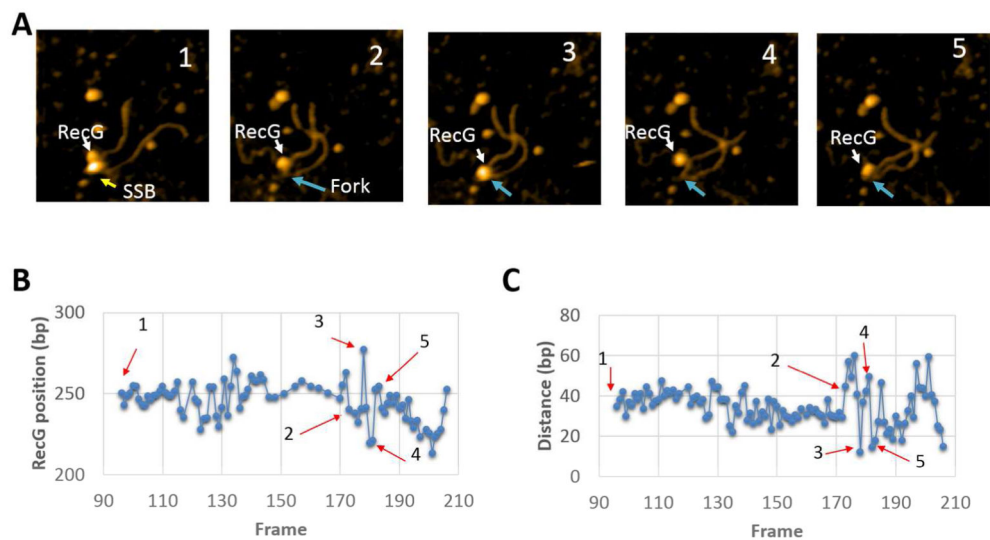 A
1
RecG
SSB
2
RecG
Fork
3
RecG
4
RecG
5
RecG
B
RecG position (bp)
300
250
200
1
2
3
4
5
90 110 130 150 170 190 210
Frame
C
Distance (bp)
80
60
40
20
0
1
2
3
4
5
90 110 130 150 170 190 210
Frame